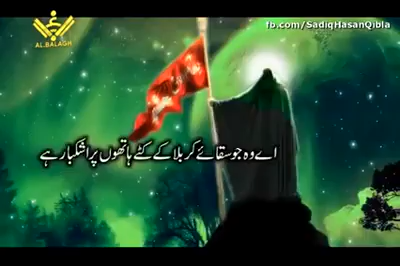 fb.com/SadiqHasanQibla
AL.BALAGH
اے وہ جو سقائے کربلا کے کٹے ہاتھوں پر اشکبار ہے